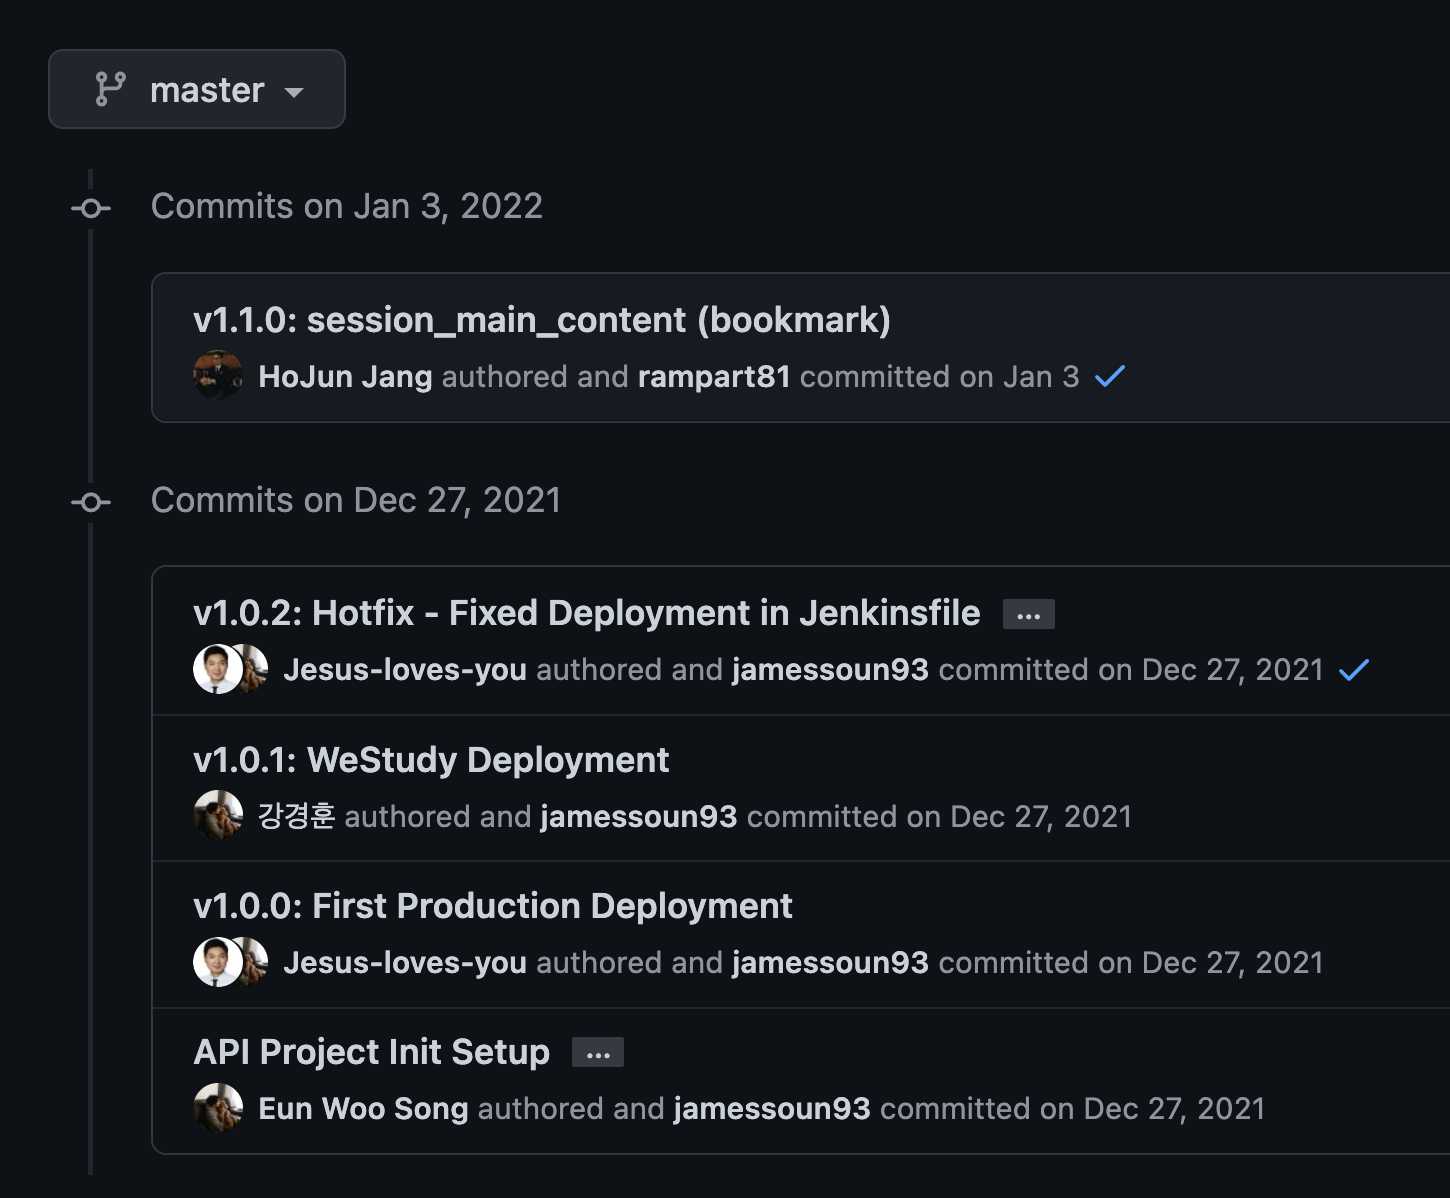 master
Commits on Jan 3, 2022
v1.1.0: session_main_content (bookmark)
HoJun Jang authored and rampart81 committed on Jan 3
Commits on Dec 27, 2021
v1.0.2: Hotfix - Fixed Deployment in Jenkinsfile ...
Jesus-loves-you authored and jamessoun93 committed on Dec 27, 2021
v1.0.1: WeStudy Deployment
강경훈 authored and jamessoun93 committed on Dec 27, 2021
v1.0.0: First Production Deployment
Jesus-loves-you authored and jamessoun93 committed on Dec 27, 2021
API Project Init Setup ...
Eun Woo Song authored and jamessoun93 committed on Dec 27, 2021